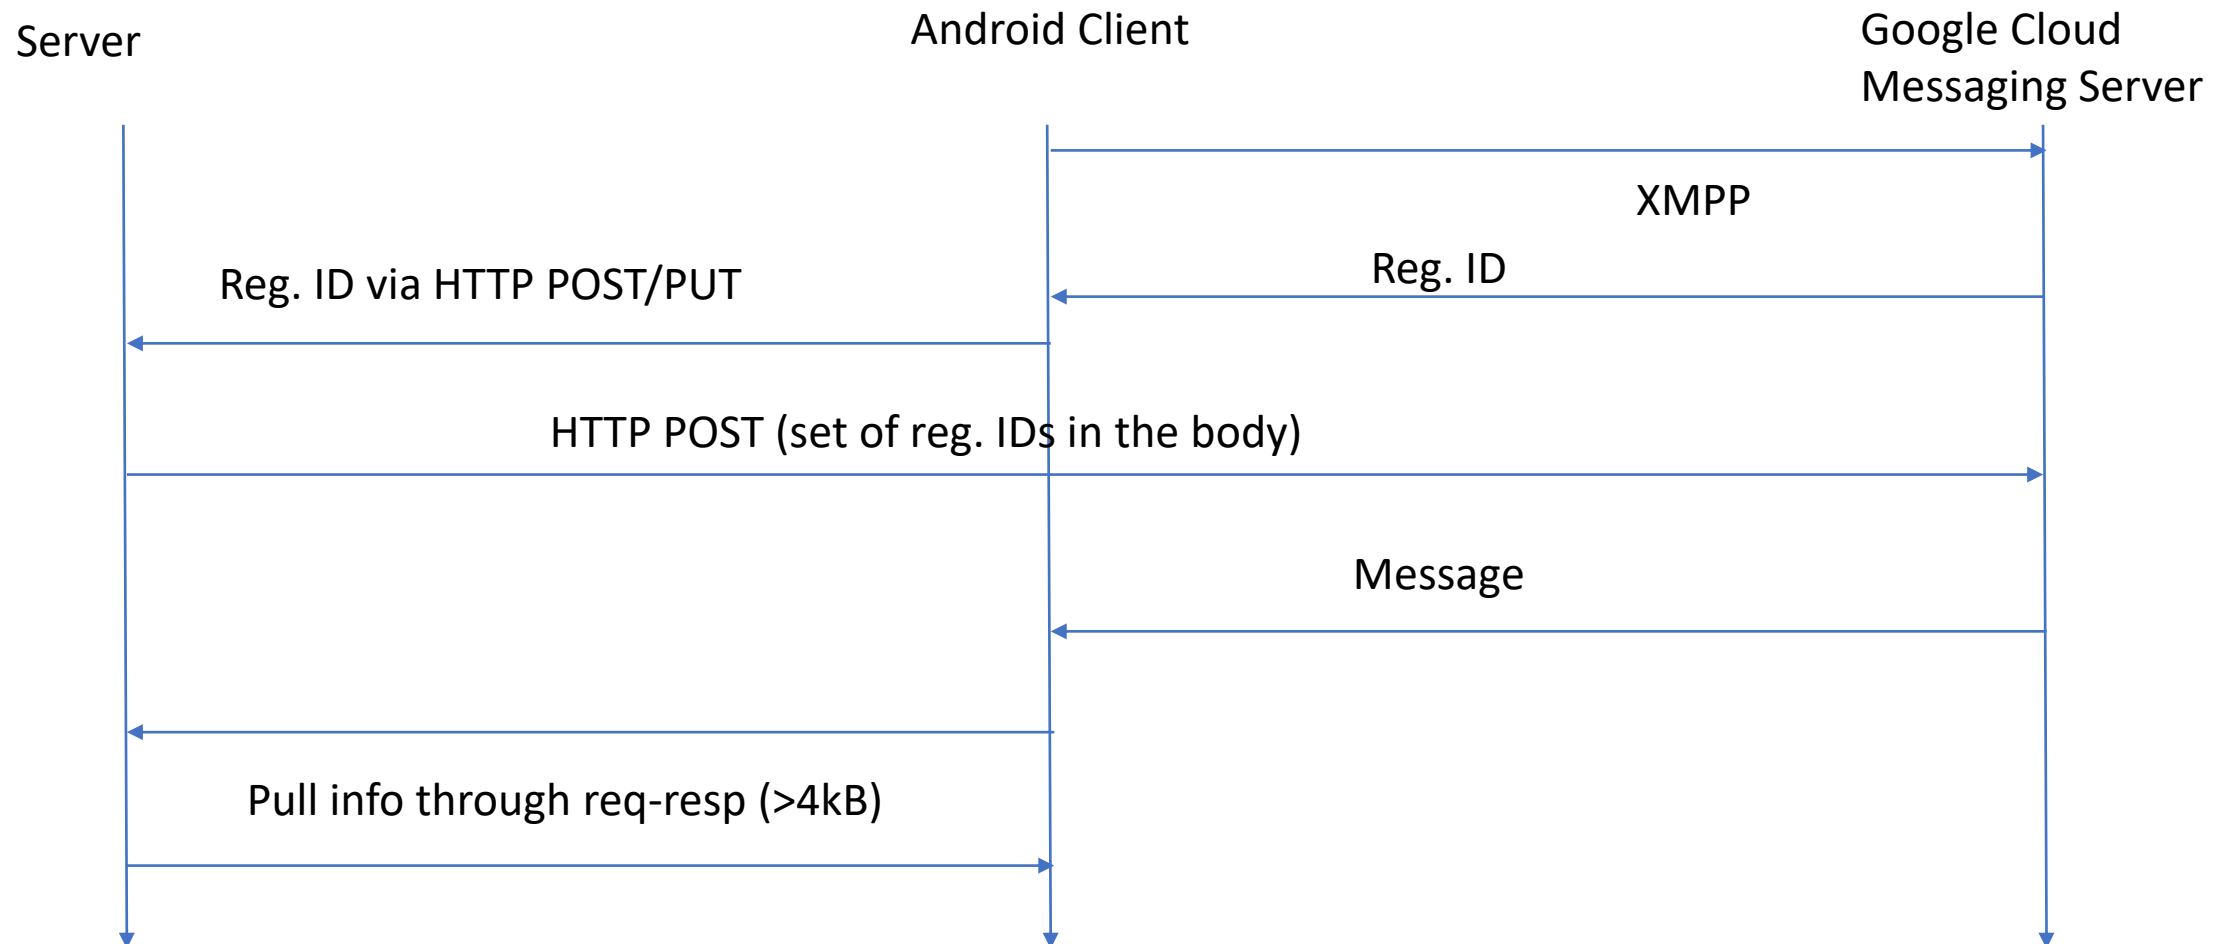 Server
Android Client
Google Cloud
Messaging Server
XMPP
Reg. ID via HTTP POST/PUT
Reg. ID
HTTP POST (set of reg. IDs in the body)
Message
Pull info through req-resp (>4kB)